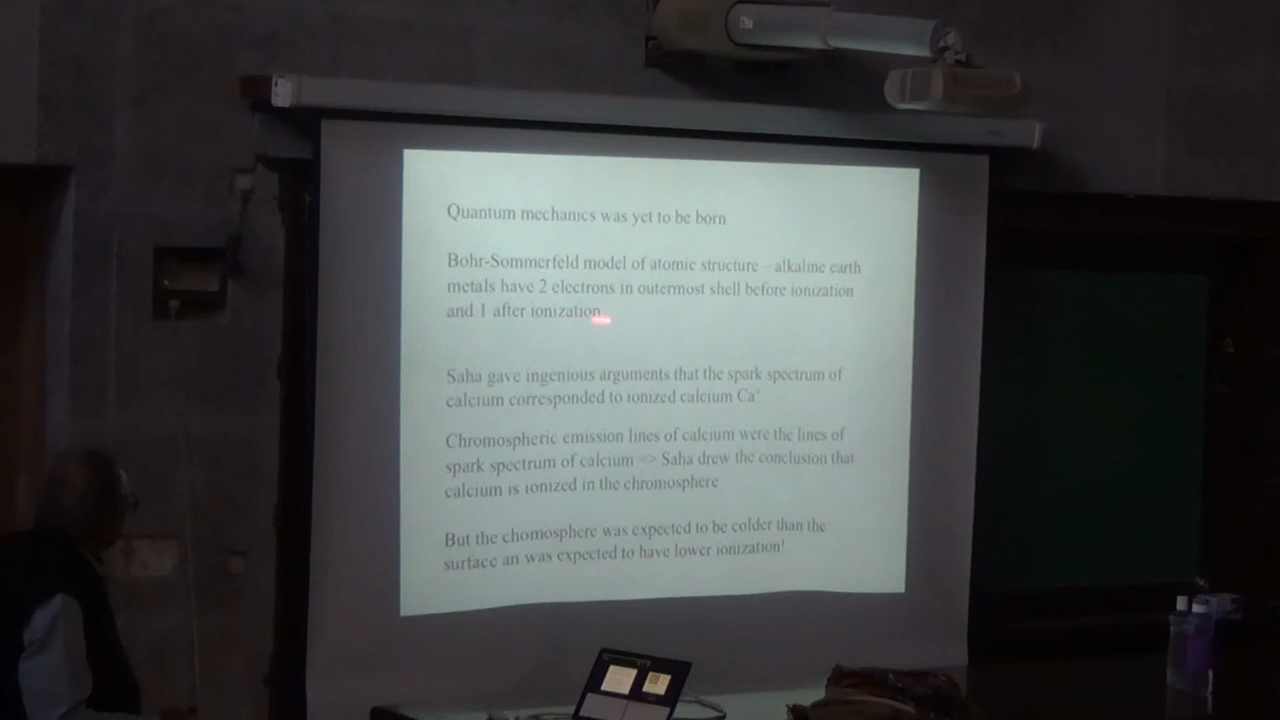 Quantum mechanics was yet to be born
Bohr-Sommerfeld model of atomic structure – alkaline earth
metals have 2 electrons in outermost shell before ionization
and 1 after ionization
Saha gave ingenious arguments that the spark spectrum of
calcium corresponded to ionized calcium Ca⁺
Chromospheric emission lines of calcium were the lines of
spark spectrum of calcium => Saha drew the conclusion that
calcium is ionized in the chromosphere
But the chomosphere was expected to be colder than the
surface an was expected to have lower ionization!